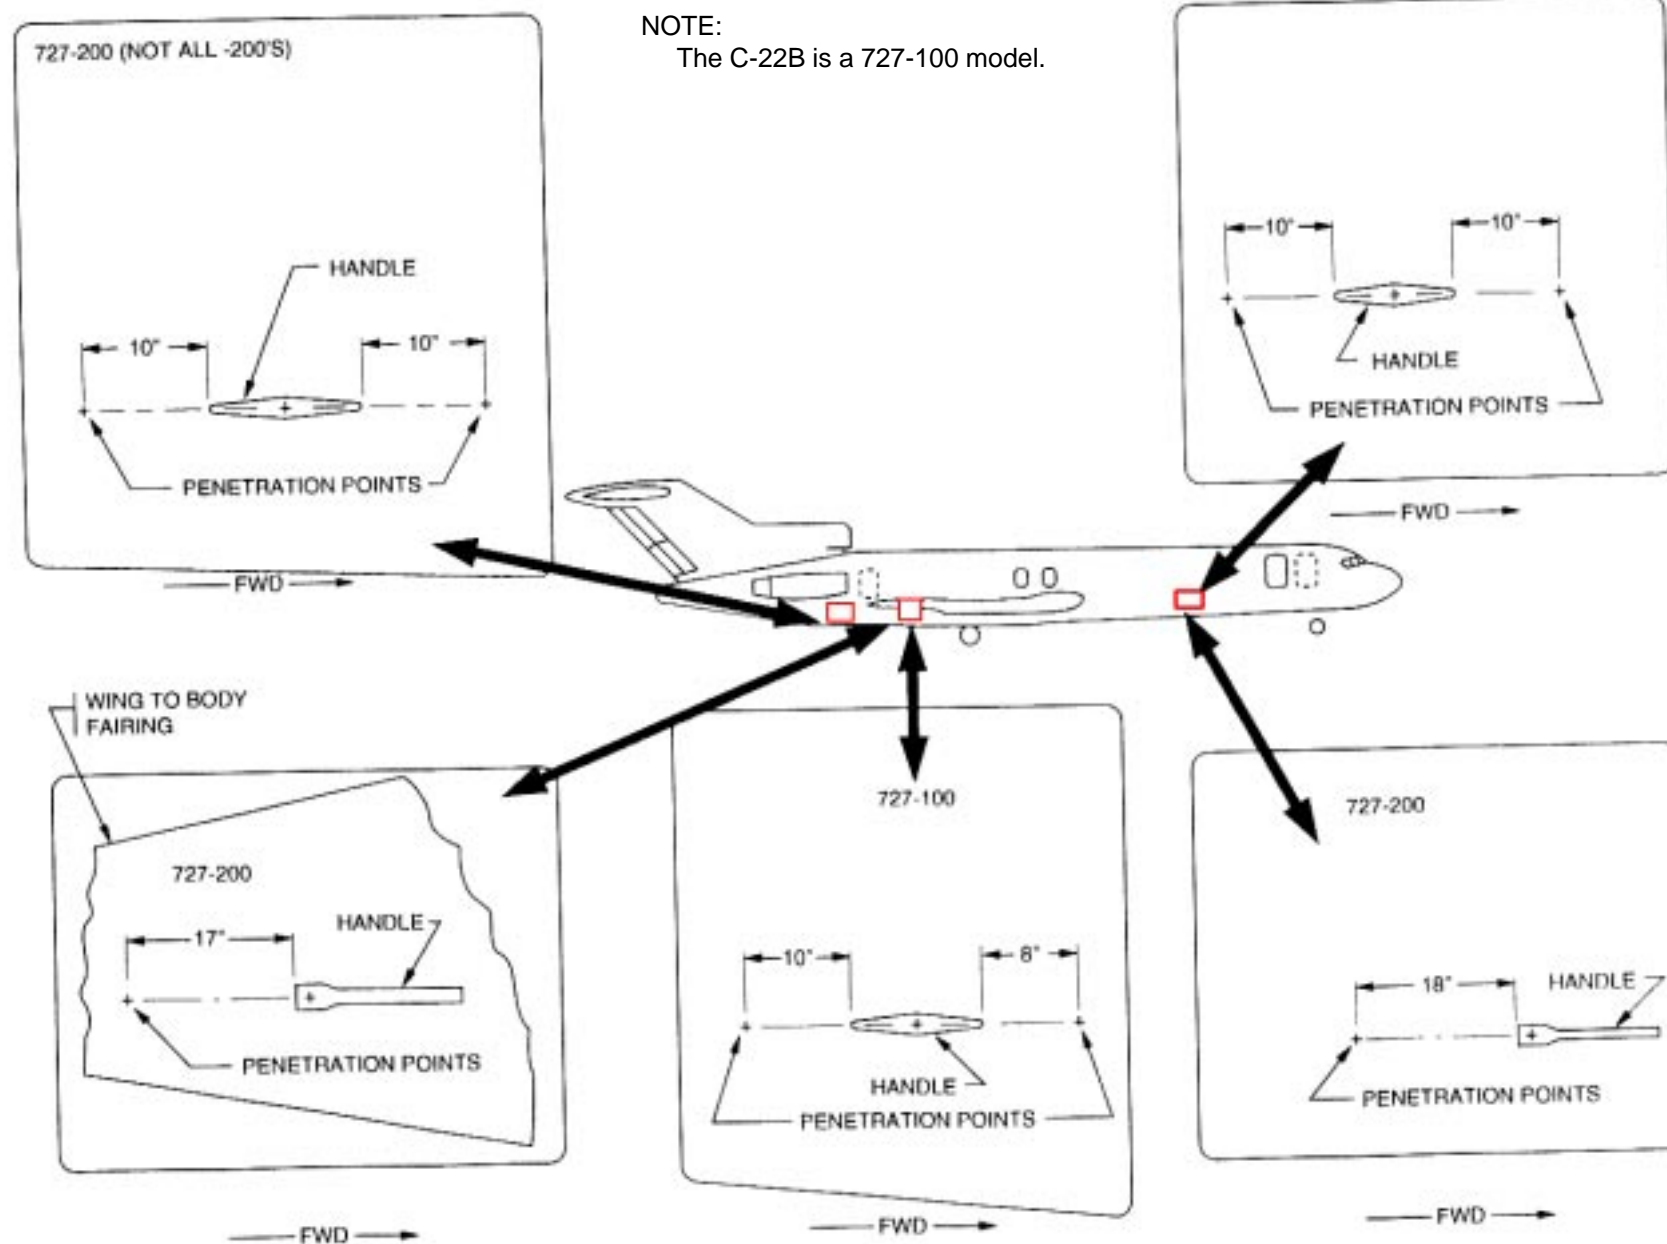 NOTE:
The C-22B is a 727-100 model.
727-200 (NOT ALL -200'S)
HANDLE
10"
10"
PENETRATION POINTS
FWD
10"
10"
HANDLE
PENETRATION POINTS
FWD
WING TO BODY
FAIRING
727-200
17"
HANDLE
PENETRATION POINTS
FWD
727-100
10"
8"
HANDLE
PENETRATION POINTS
FWD
727-200
18"
HANDLE
PENETRATION POINTS
FWD